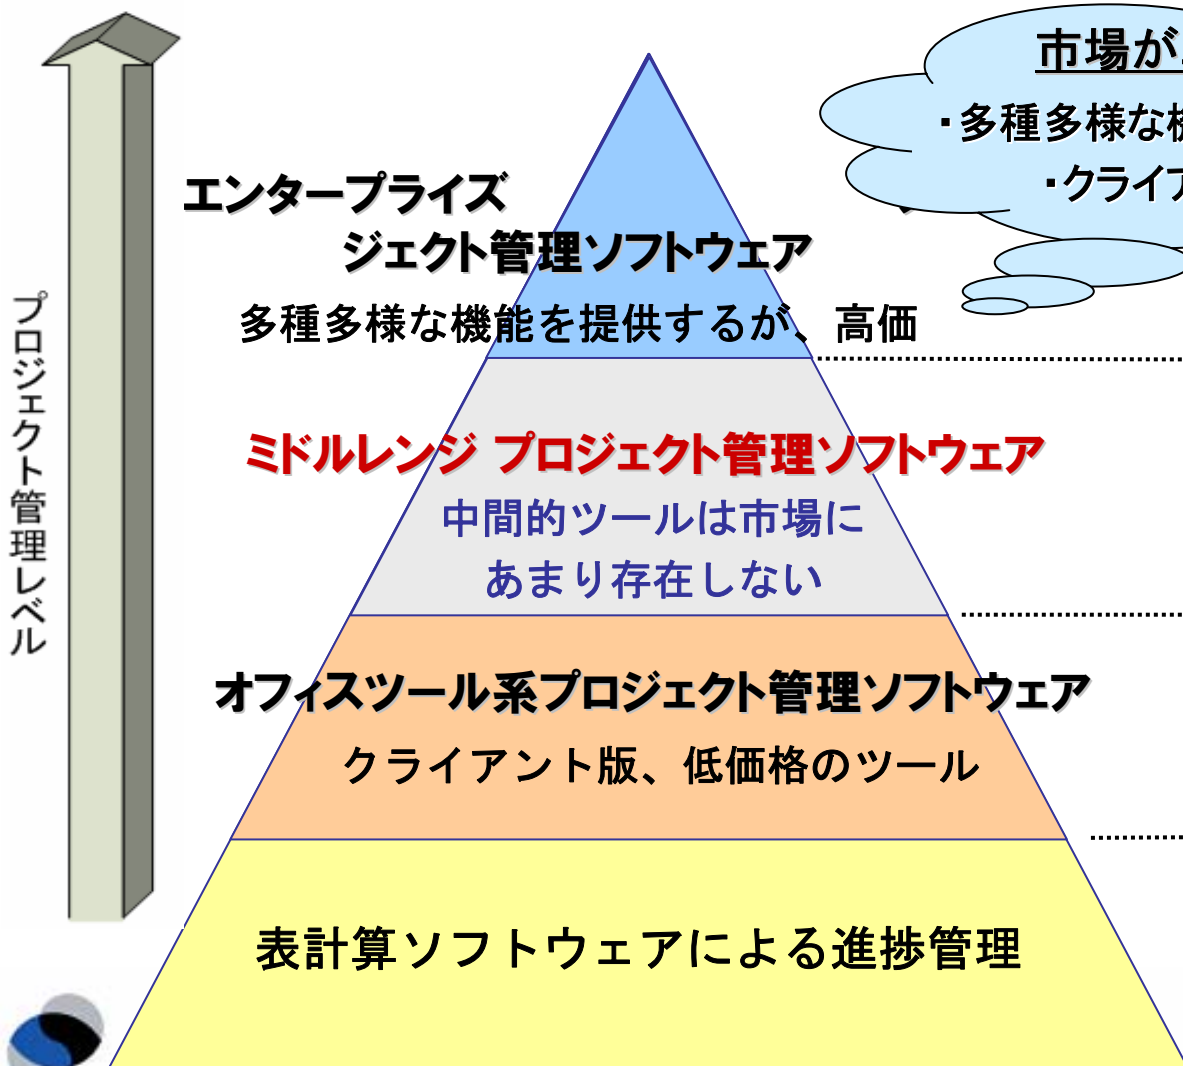 市場が
・多種多様な機
・クライア
エンタープライズ
ジェクト管理ソフトウェア
多種多様な機能を提供するが、高価
プロジェクト管理レベル
ミドルレンジ プロジェクト管理ソフトウェア
中間的ツールは市場に
あまり存在しない
オフィスツール系プロジェクト管理ソフトウェア
クライアント版、低価格のツール
表計算ソフトウェアによる進捗管理